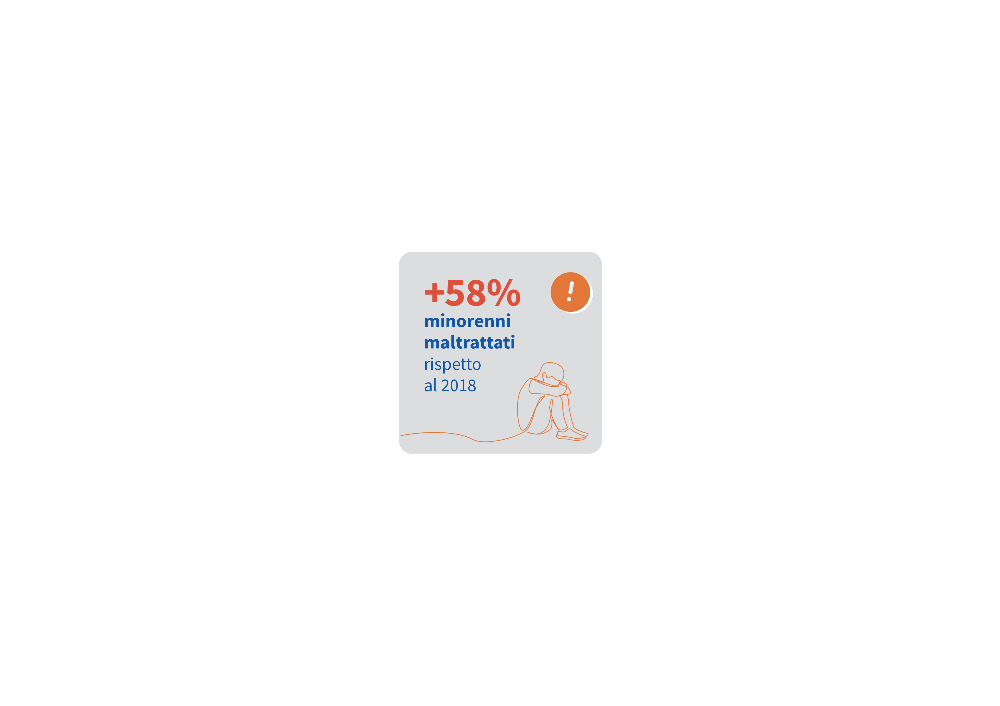 +58%
minorenni
maltrattati
rispetto
al 2018
!